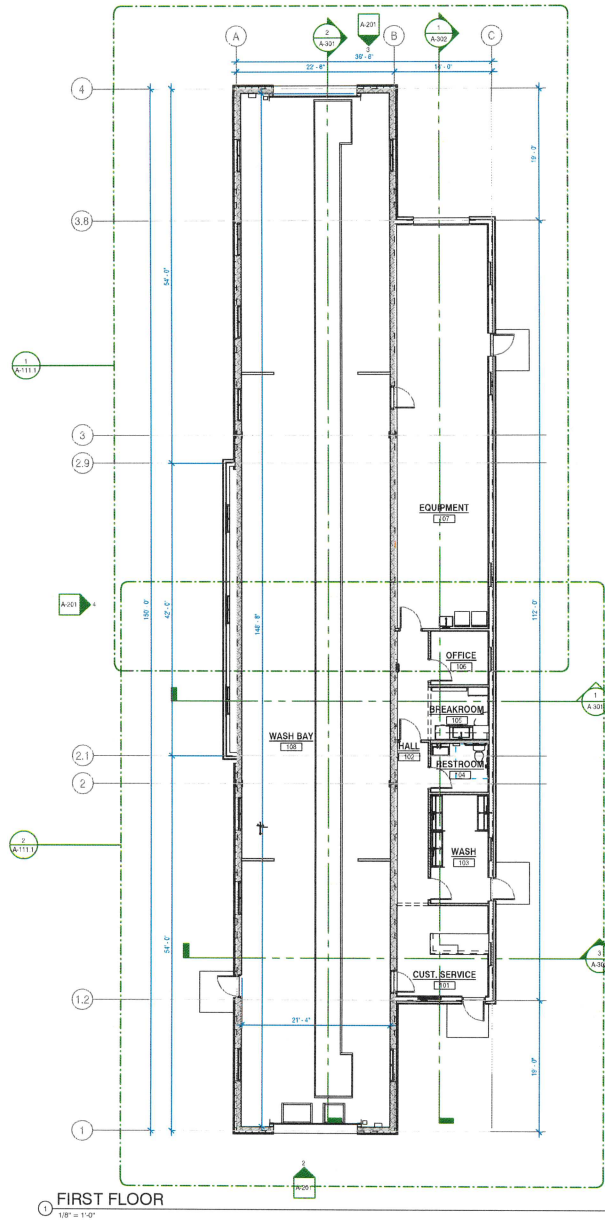 2
A-301
A-201
3
1
A-302
A
B
C
36' - 6"
22' - 6"
14' - 0"
4
19' - 0"
3.8
54' - 0"
1
A-111.1
3
2.9
EQUIPMENT
107
A-201
4
150' - 0"
42' - 0"
148' - 8"
112' - 0"
OFFICE
106
1
A-301
BREAKROOM
105
WASH BAY
108
HALL
102
2.1
RESTROOM
104
2
2
A-111.1
WASH
103
54' - 0"
3
A-30
CUST. SERVICE
101
1.2
21' - 4"
19' - 0"
1
2
A-201
1
FIRST FLOOR
1/8" = 1'-0"